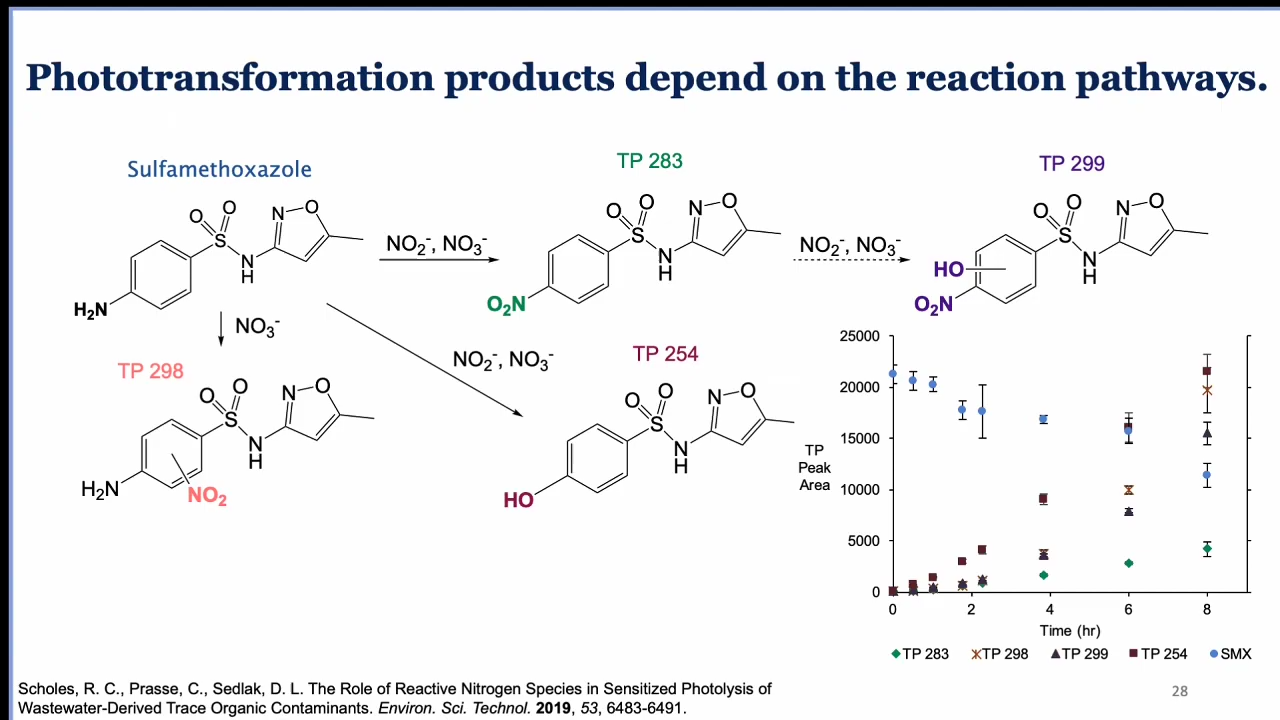 Phototransformation products depend on the reaction pathways.
Sulfamethoxazole
TP 283
TP 299
O O
S
N
O
N
H
H₂N
NO₂⁻, NO₃⁻
O O
S
N
O
N
H
O₂N
NO₂⁻, NO₃⁻
O O
S
N
O
N
H
HO
O₂N
NO₃⁻
NO₂⁻, NO₃⁻
TP 298
O O
S
N
O
N
H
H₂N
NO₂
TP 254
O O
S
N
O
N
H
HO
25000
20000
15000
10000
5000
0
TP
Peak
Area
0 2 4 6 8
Time (hr)
TP 283 TP 298 TP 299 TP 254 SMX
Scholes, R. C., Prasse, C., Sedlak, D. L. The Role of Reactive Nitrogen Species in Sensitized Photolysis of
Wastewater-Derived Trace Organic Contaminants. Environ. Sci. Technol. 2019, 53, 6483-6491.
28